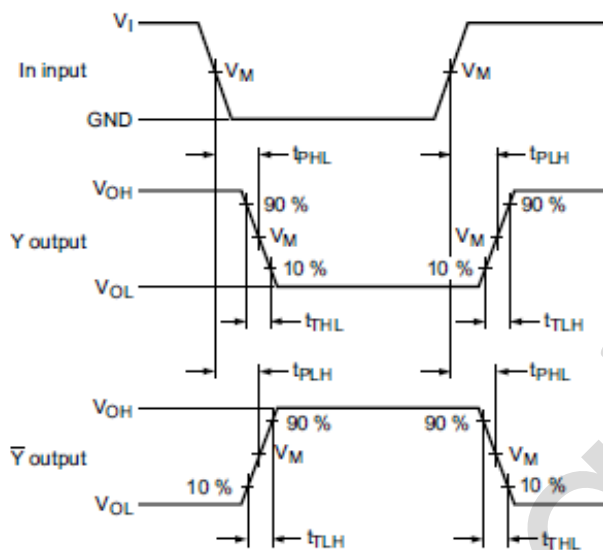 VI
In input
VM
VM
GND
tPHL
tPLH
VOH
90 %
90 %
Y output
VM
VM
10 %
10 %
VOL
tTHL
tTLH
tPLH
tPHL
VOH
90 %
90 %
Y̅ output
VM
VM
10 %
10 %
VOL
tTLH
tTHL